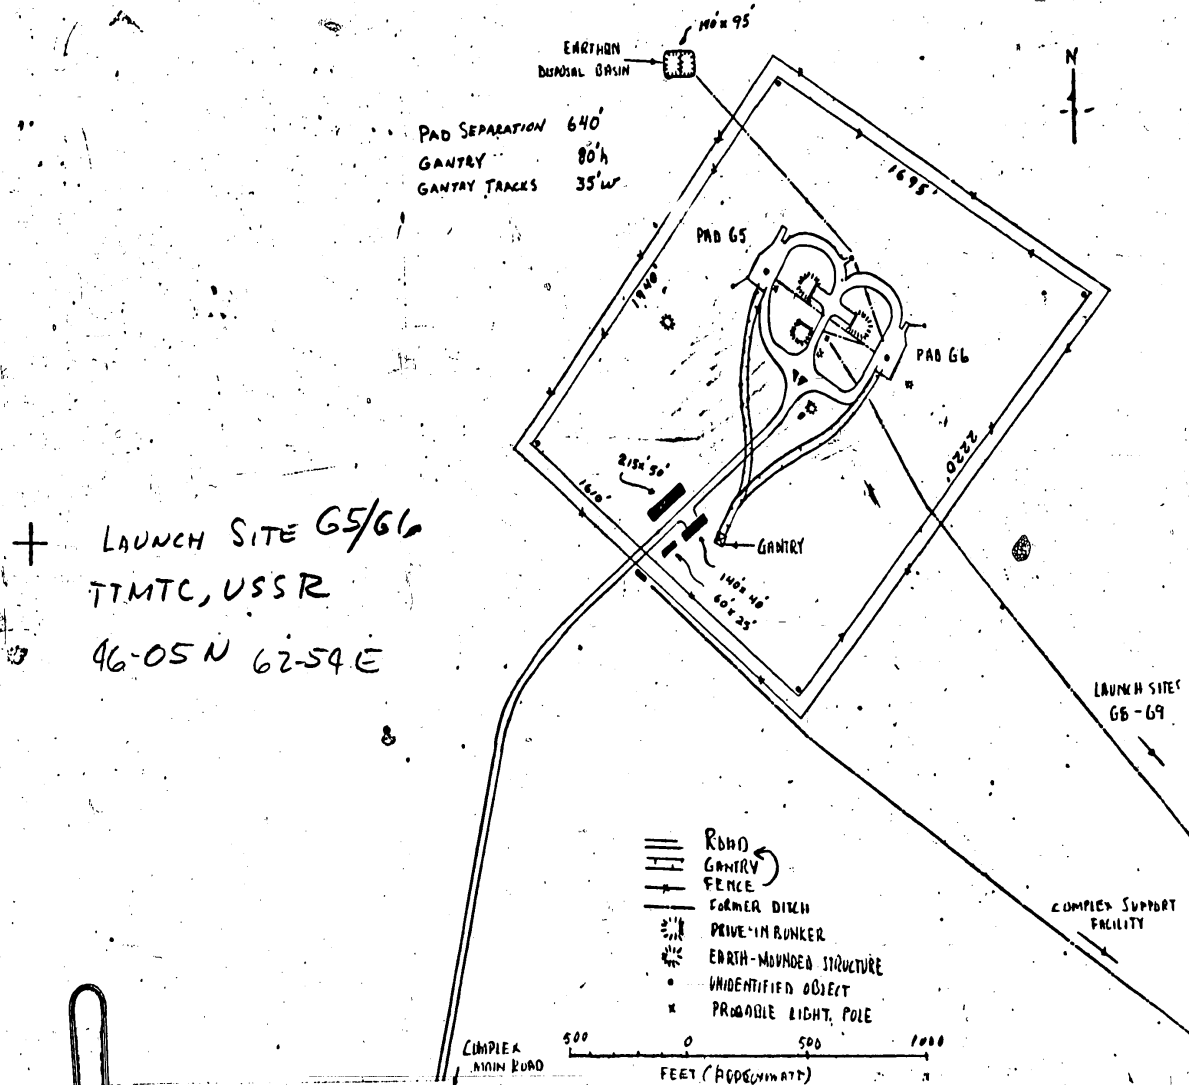 190'x 95'
EARTHEN
DISPOSAL BASIN
N
PAD SEPARATION 640'
GANTRY 80'h
GANTRY TRACKS 35'w
1695'
PAD G5
1940'
PAD G6
2220'
215'x 50'
1610'
GANTRY
140'x 40'
60'x 25'
LAUNCH SITE G5/G6
TTMTC, USSR
46-05 N 62-54 E
LAUNCH SITES
G8-G9
ROAD
GANTRY
FENCE
FORMER DITCH
DRIVE-IN BUNKER
EARTH-MOUNDED STRUCTURE
UNIDENTIFIED OBJECT
PROBABLE LIGHT POLE
COMPLEX SUPPORT
FACILITY
COMPLEX
MAIN ROAD
500 0 500 1000
FEET (APPROXIMATE)